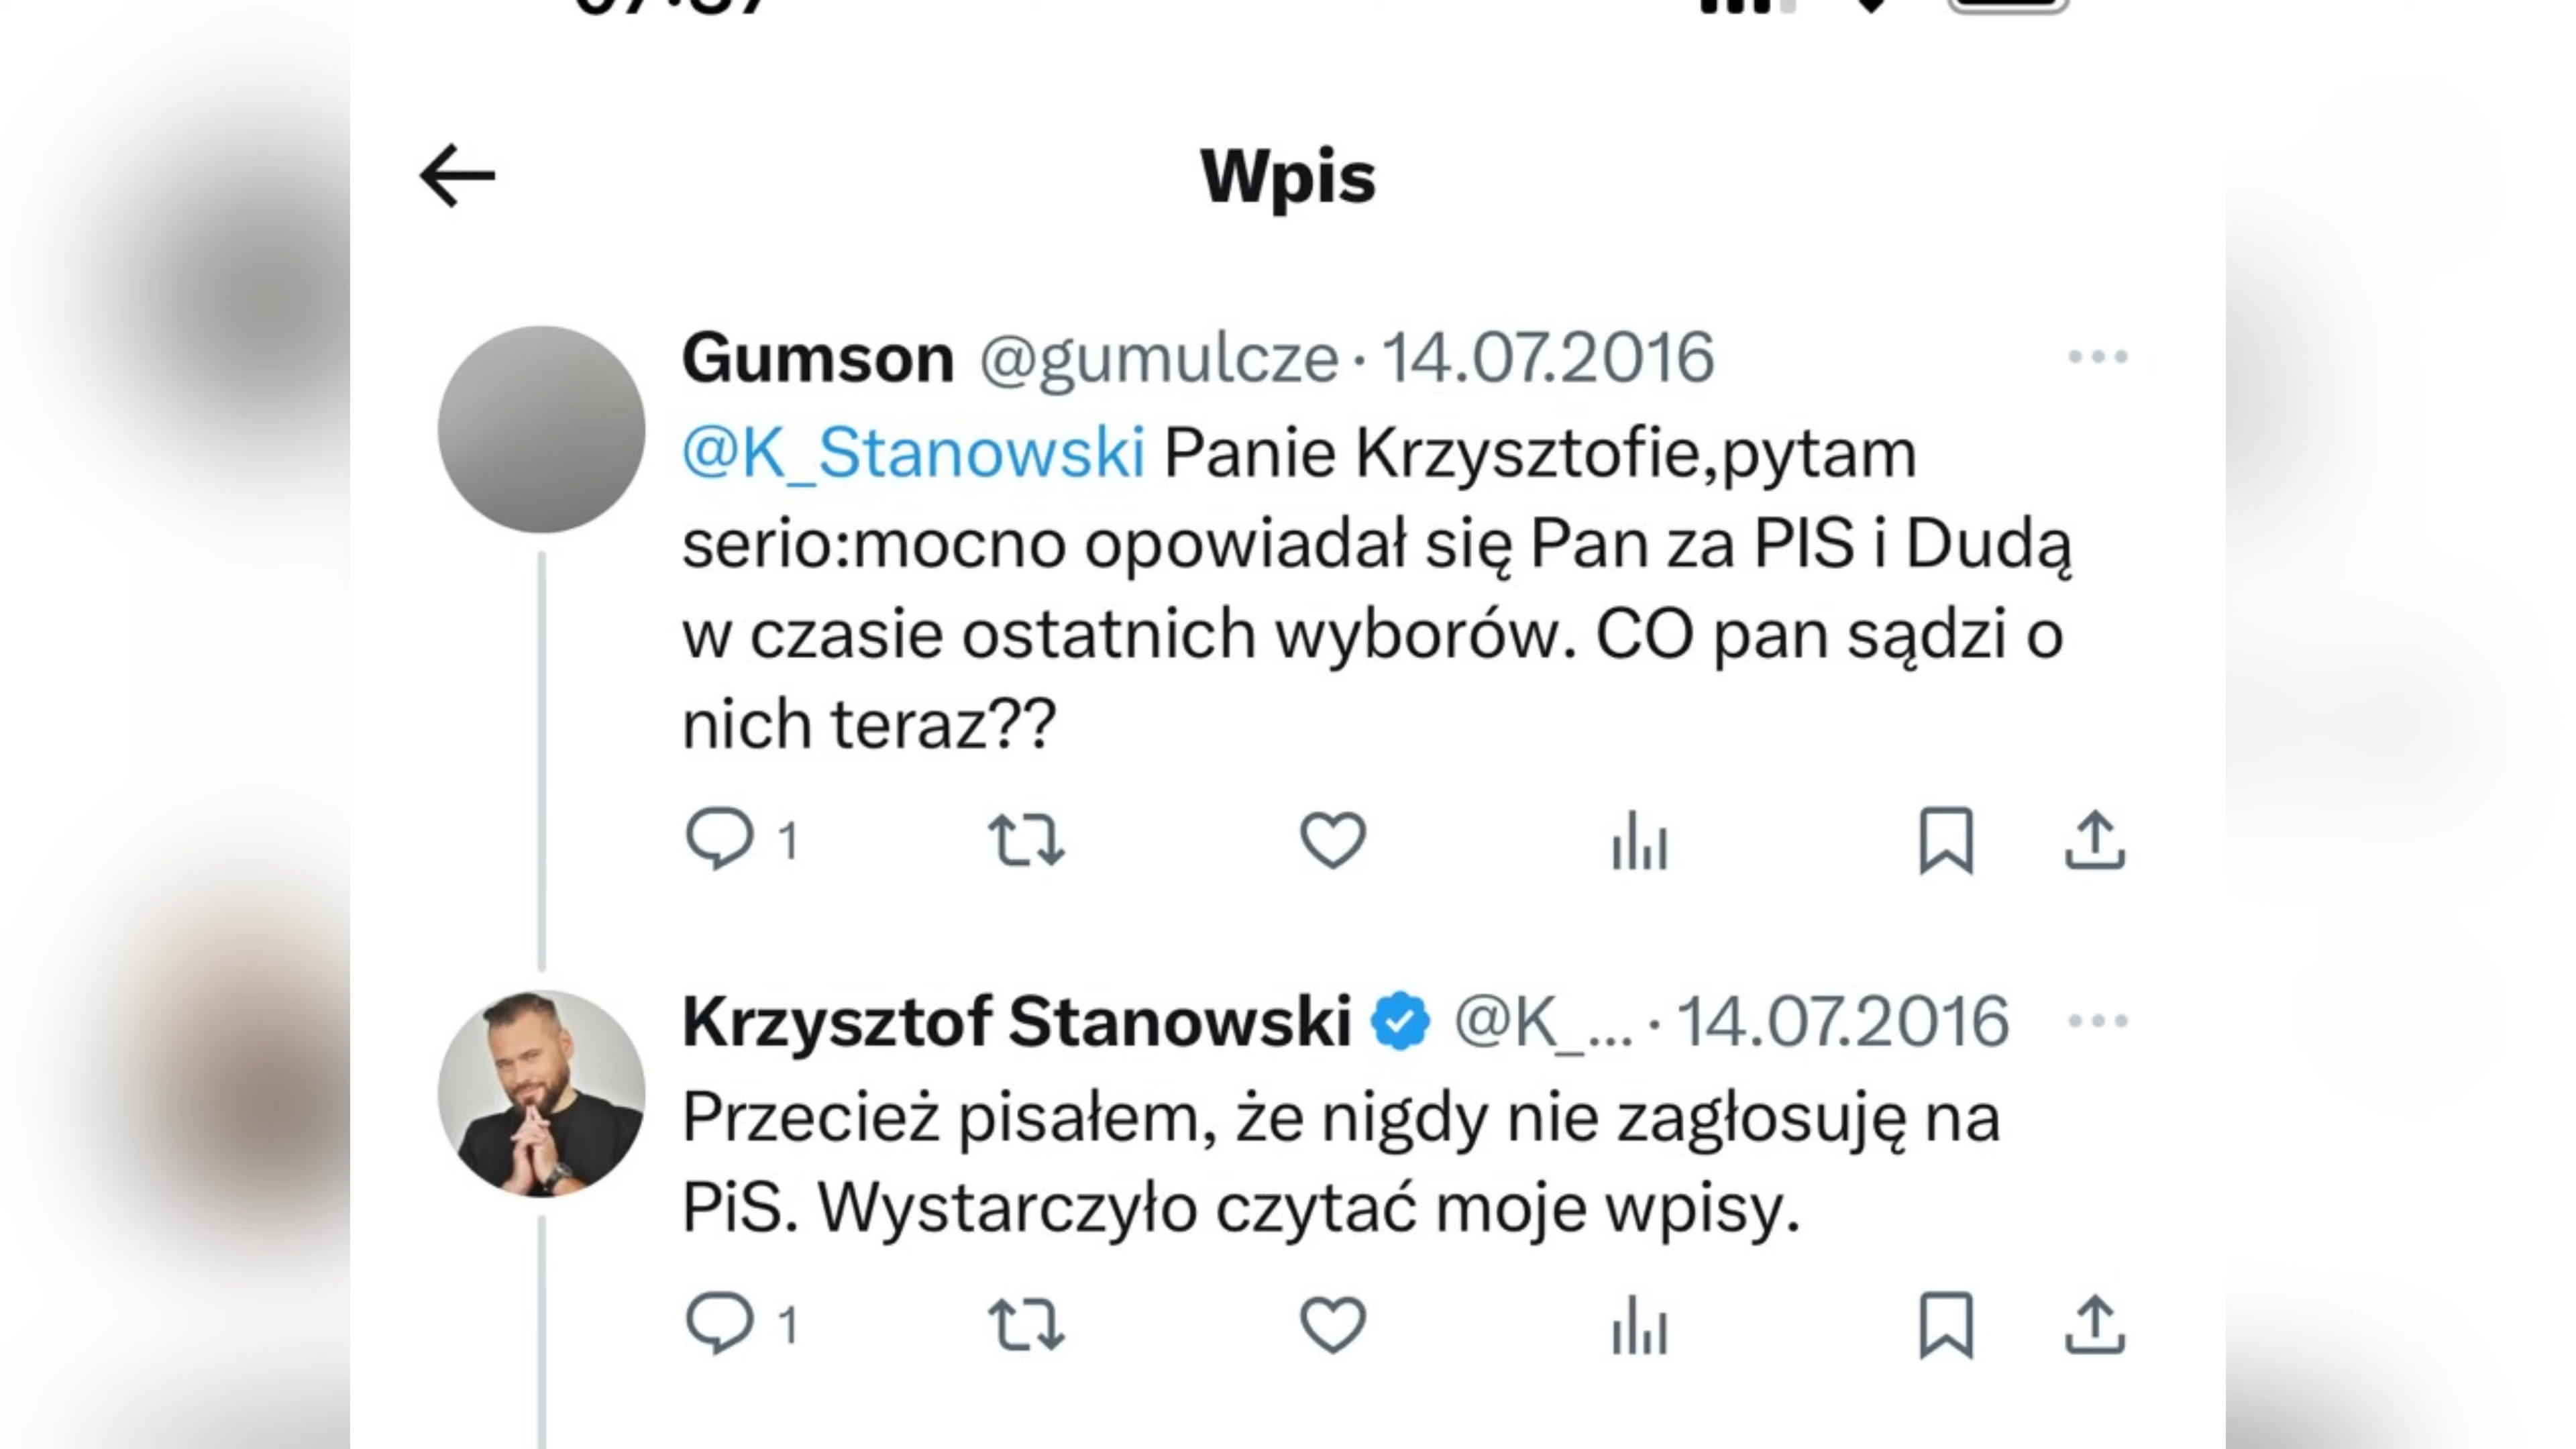 Wpis
Gumson @gumulcze · 14.07.2016
@K_Stanowski Panie Krzysztofie,pytam
serio:mocno opowiadał się Pan za PIS i Dudą
w czasie ostatnich wyborów. CO pan sądzi o
nich teraz??
1
Krzysztof Stanowski @K_... · 14.07.2016
Przecież pisałem, że nigdy nie zagłosuję na
PiS. Wystarczyło czytać moje wpisy.
1